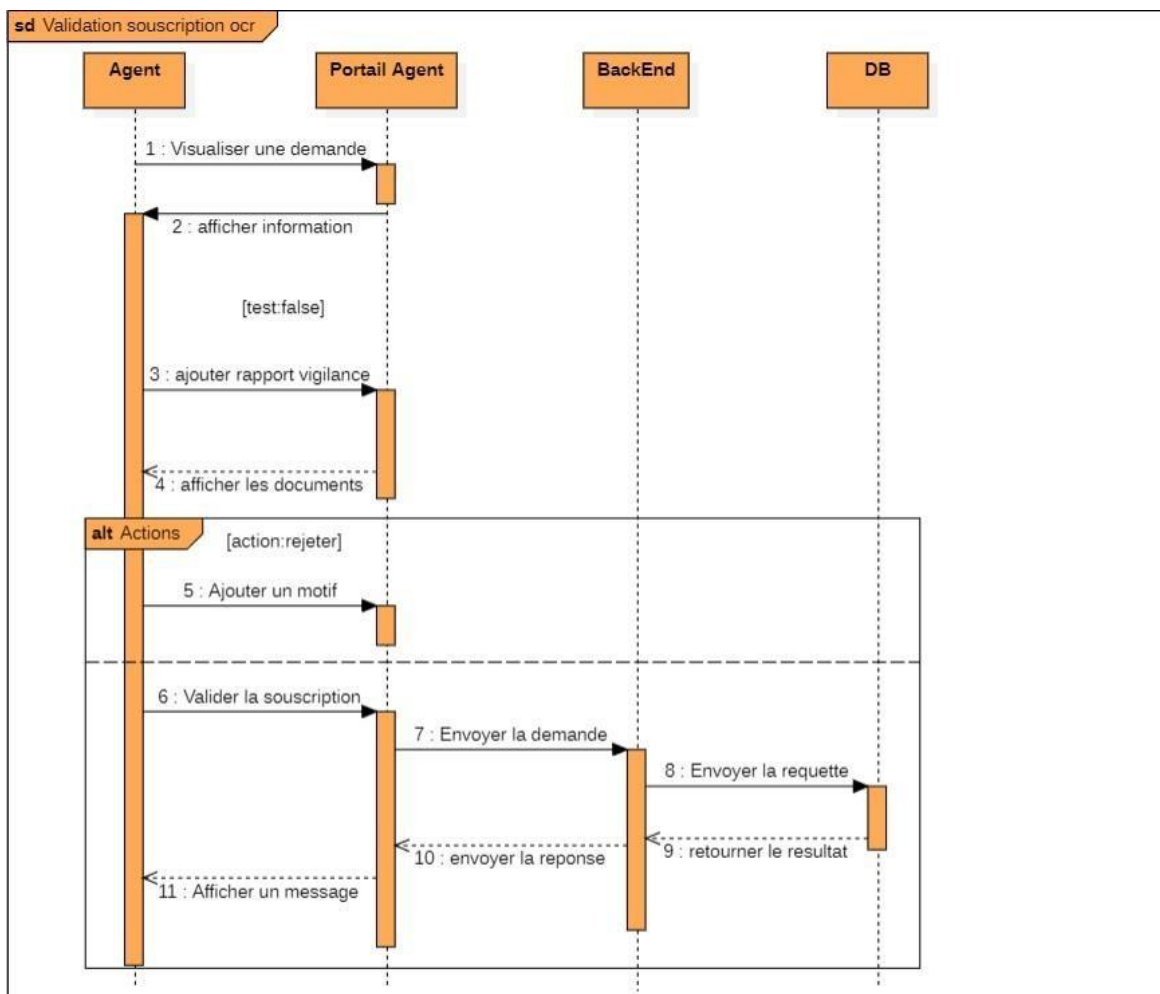 sd Validation souscription ocr
Agent
Portail Agent
BackEnd
DB
1 : Visualiser une demande
2 : afficher information
[test:false]
3 : ajouter rapport vigilance
4 : afficher les documents
alt Actions
[action:rejeter]
5 : Ajouter un motif
6 : Valider la souscription
7 : Envoyer la demande
8 : Envoyer la requette
9 : retourner le resultat
10 : envoyer la reponse
11 : Afficher un message